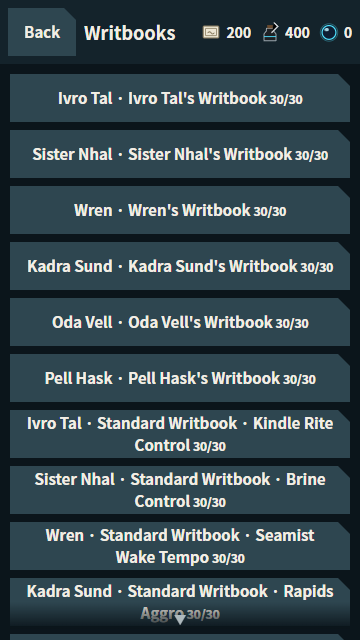 Back Writbooks 200 400 0
Ivro Tal · Ivro Tal's Writbook 30/30
Sister Nhal · Sister Nhal's Writbook 30/30
Wren · Wren's Writbook 30/30
Kadra Sund · Kadra Sund's Writbook 30/30
Oda Vell · Oda Vell's Writbook 30/30
Pell Hask · Pell Hask's Writbook 30/30
Ivro Tal · Standard Writbook · Kindle Rite
Control 30/30
Sister Nhal · Standard Writbook · Brine
Control 30/30
Wren · Standard Writbook · Seamist
Wake Tempo 30/30
Kadra Sund · Standard Writbook · Rapids
Aggro 30/30